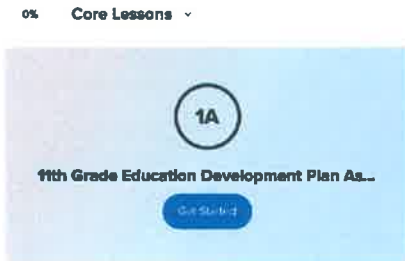 0% Core Lessons
1A
11th Grade Education Development Plan As...
Get Started